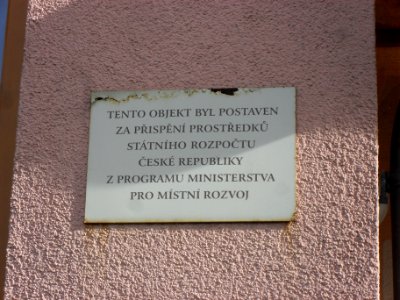 TENTO OBJEKT BYL POSTAVEN
ZA PŘISPĚNÍ PROSTŘEDKŮ
STÁTNÍHO ROZPOČTU
ČESKÉ REPUBLIKY
Z PROGRAMU MINISTERSTVA
PRO MÍSTNÍ ROZVOJ